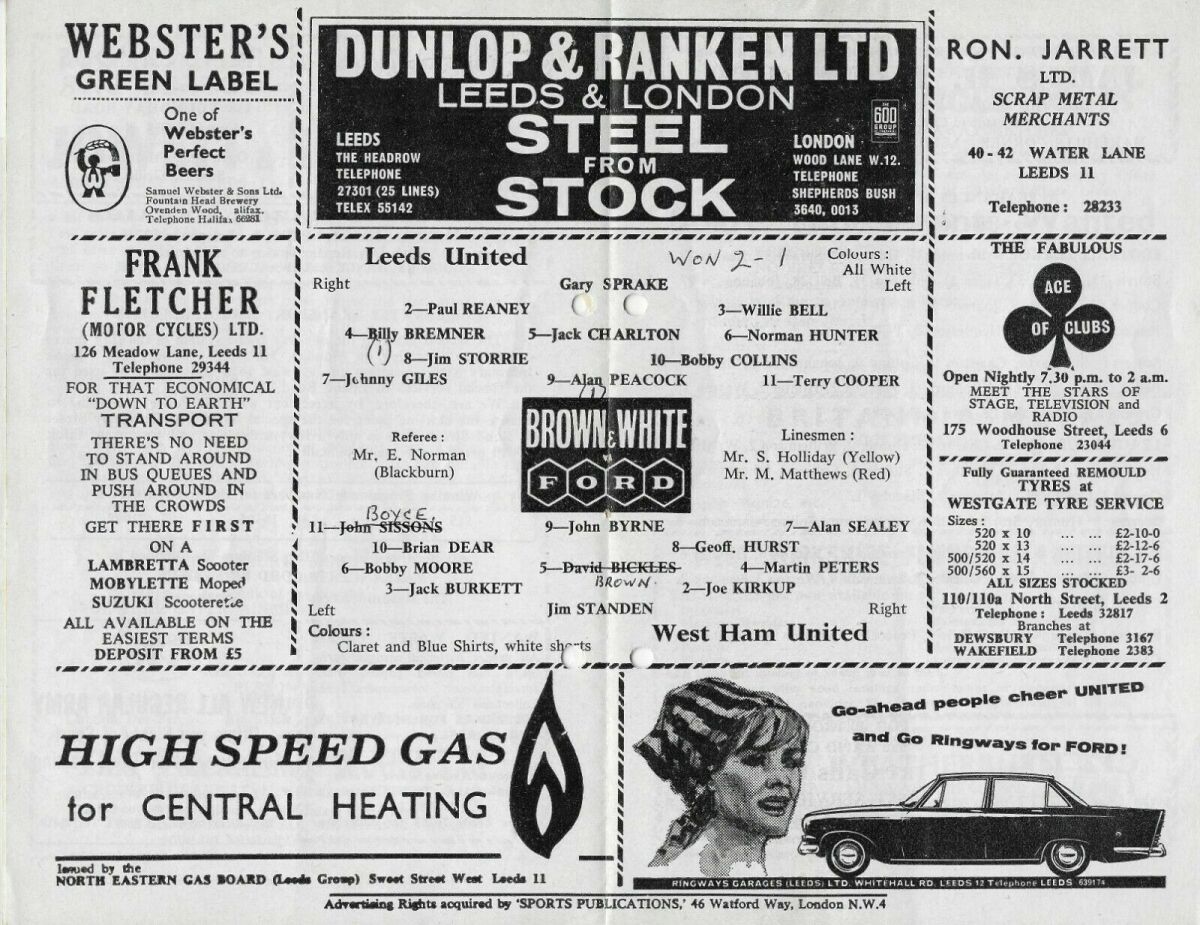 WEBSTER'S
GREEN LABEL
One of
Webster's
Perfect
Beers
Samuel Webster & Sons Ltd.
Fountain Head Brewery
Ovenden Wood, alifax.
Telephone Halifax 66281
DUNLOP & RANKEN LTD
LEEDS & LONDON
STEEL
FROM
STOCK
LEEDS
THE HEADROW
TELEPHONE
27301 (25 LINES)
TELEX 55142
THE
600
GROUP
LONDON
WOOD LANE W.12.
TELEPHONE
SHEPHERDS BUSH
3640, 0013
RON. JARRETT
LTD.
SCRAP METAL
MERCHANTS
40-42 WATER LANE
LEEDS 11
Telephone: 28233
FRANK
FLETCHER
(MOTOR CYCLES) LTD.
126 Meadow Lane, Leeds 11
Telephone 29344
FOR THAT ECONOMICAL
"DOWN TO EARTH"
TRANSPORT
THERE'S NO NEED
TO STAND AROUND
IN BUS QUEUES AND
PUSH AROUND IN
THE CROWDS
GET THERE FIRST
ON A
LAMBRETTA Scooter
MOBYLETTE Moped
SUZUKI Scooterette
ALL AVAILABLE ON THE
EASIEST TERMS
DEPOSIT FROM £5
Leeds United WON 2-1 Colours:
All White
Right Gary SPRAKE Left
2—Paul REANEY 3—Willie BELL
4—Billy BREMNER 5—Jack CHARLTON 6—Norman HUNTER
(1) 8—Jim STORRIE 10—Bobby COLLINS
7—Johnny GILES 9—Alan PEACOCK 11—Terry COOPER
(1)
BROWN & WHITE
FORD
Referee:
Mr. E. Norman
(Blackburn)
Linesmen:
Mr. S. Holliday (Yellow)
Mr. M. Matthews (Red)
BOYCE.
11—John SISSONS 9—John BYRNE 7—Alan SEALEY
10—Brian DEAR 8—Geoff. HURST
6—Bobby MOORE 5—David BICKLES 4—Martin PETERS
BROWN.
3—Jack BURKETT 2—Joe KIRKUP
Left Jim STANDEN Right
Colours:
Claret and Blue Shirts, white shorts
West Ham United
THE FABULOUS
ACE
OF CLUBS
Open Nightly 7.30 p.m. to 2 a.m.
MEET THE STARS OF
STAGE, TELEVISION and
RADIO
175 Woodhouse Street, Leeds 6
Telephone 23044
Fully Guaranteed REMOULD
TYRES at
WESTGATE TYRE SERVICE
Sizes:
520 x 10 ... ... £2-10-0
520 x 13 ... ... £2-12-6
500/520 x 14 ... ... £2-17-6
500/560 x 15 ... ... £3- 2-6
ALL SIZES STOCKED
110/110a North Street, Leeds 2
Telephone: Leeds 32817
Branches at
DEWSBURY Telephone 3167
WAKEFIELD Telephone 2383
HIGH SPEED GAS
for CENTRAL HEATING
Issued by the
NORTH EASTERN GAS BOARD (Leeds Group) Sweet Street West Leeds 11
Go-ahead people cheer UNITED
and Go Ringways for FORD!
RINGWAYS GARAGES (LEEDS) LTD. WHITEHALL RD. LEEDS 12 Telephone LEEDS 639174
Advertising Rights acquired by 'SPORTS PUBLICATIONS,' 46 Watford Way, London N.W.4